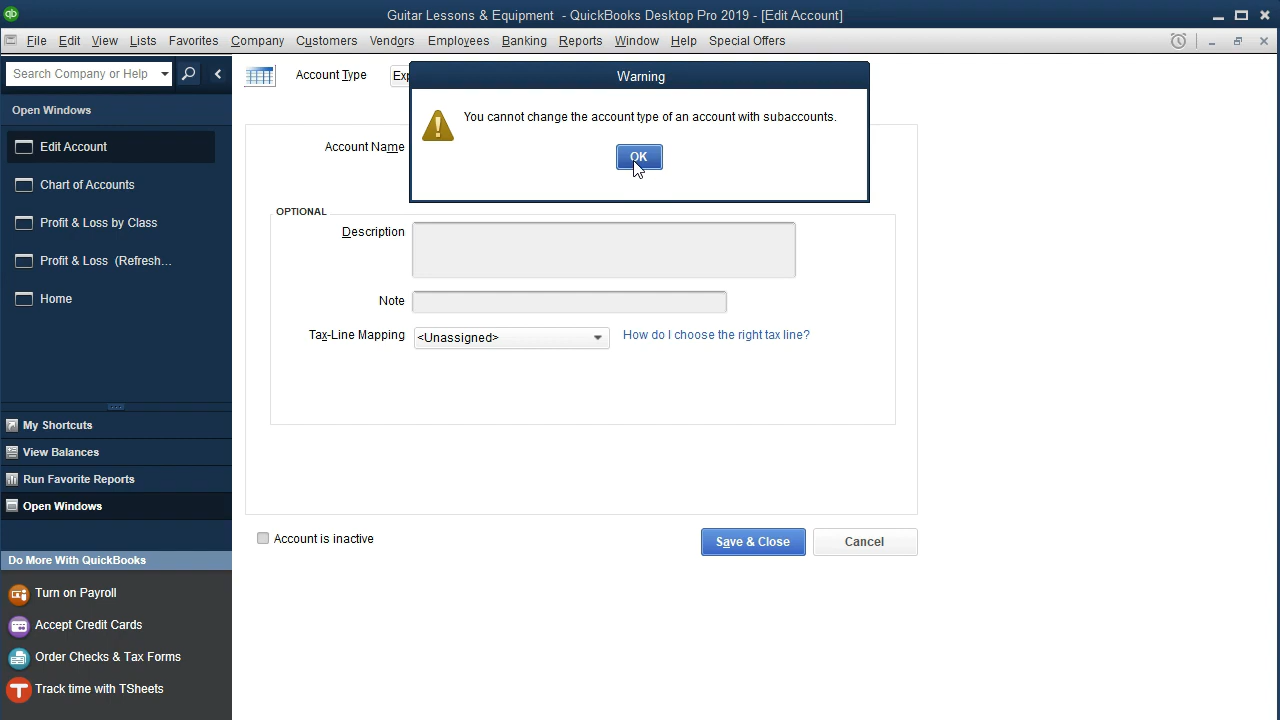 qb
Guitar Lessons & Equipment - QuickBooks Desktop Pro 2019 - [Edit Account]
File Edit View Lists Favorites Company Customers Vendors Employees Banking Reports Window Help Special Offers
Search Company or Help
Open Windows
Edit Account
Chart of Accounts
Profit & Loss by Class
Profit & Loss (Refresh...
Home
My Shortcuts
View Balances
Run Favorite Reports
Open Windows
Do More With QuickBooks
Turn on Payroll
Accept Credit Cards
Order Checks & Tax Forms
T Track time with TSheets
Account Type Exp
Warning
You cannot change the account type of an account with subaccounts.
OK
Account Name
OPTIONAL
Description
Note
Tax-Line Mapping <Unassigned> How do I choose the right tax line?
Account is inactive
Save & Close Cancel